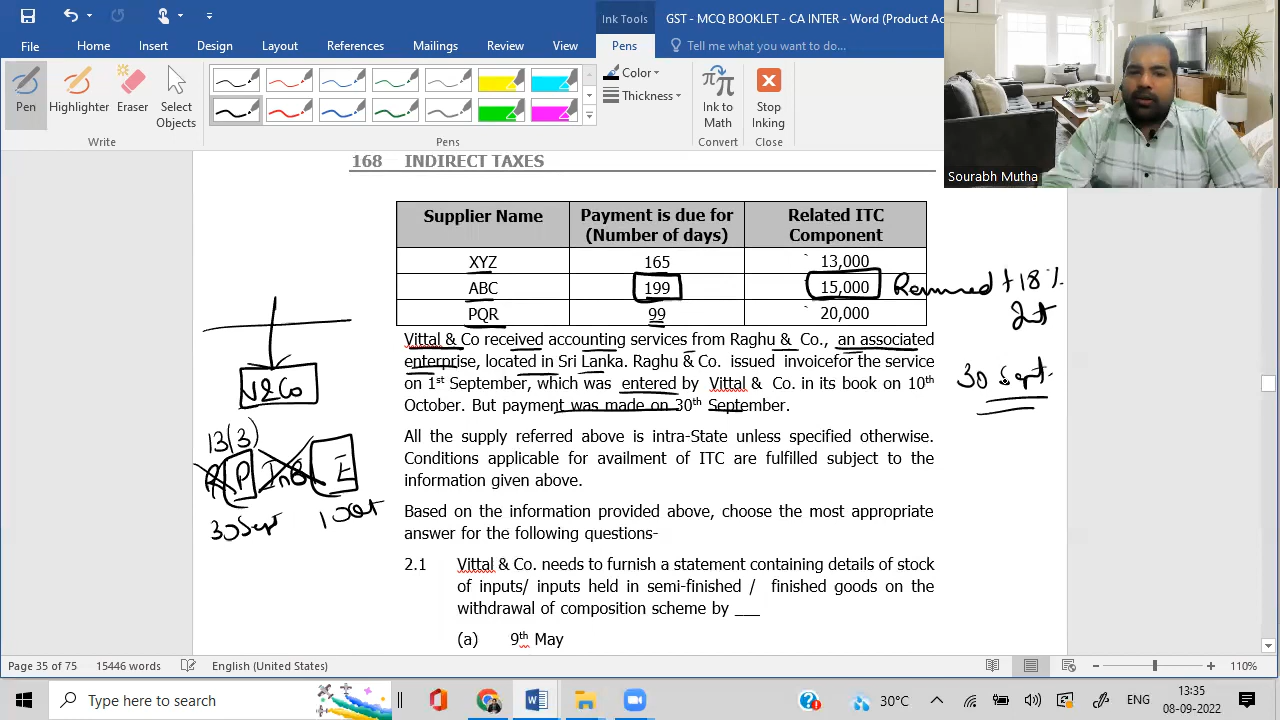 Ink Tools
GST - MCQ BOOKLET - CA INTER - Word (Product Ac
File Home Insert Design Layout References Mailings Review View Pens Tell me what you want to do...
Pen Highlighter Eraser Select Objects
Color
Thickness
Ink to Math
Stop Inking
Write Pens Convert Close
Sourabh Mutha
168 INDIRECT TAXES
Supplier Name Payment is due for (Number of days) Related ITC Component
XYZ 165 ` 13,000
ABC 199 15,000 +18%
PQR 99 ` 20,000
Int
Vittal & Co received accounting services from Raghu & Co., an associated
enterprise, located in Sri Lanka. Raghu & Co. issued invoicefor the service
on 1st September, which was entered by Vittal & Co. in its book on 10th
October. But payment was made on 30th September.
30 Sept.
V&Co
13(3)
P E
30 Sept 10 Oct
All the supply referred above is intra-State unless specified otherwise.
Conditions applicable for availment of ITC are fulfilled subject to the
information given above.
Based on the information provided above, choose the most appropriate
answer for the following questions-
2.1 Vittal & Co. needs to furnish a statement containing details of stock
of inputs/ inputs held in semi-finished / finished goods on the
withdrawal of composition scheme by ___
(a) 9th May
Page 35 of 75 15446 words English (United States) 110%
Type here to search 30°C ENG 13:35
08-09-2022